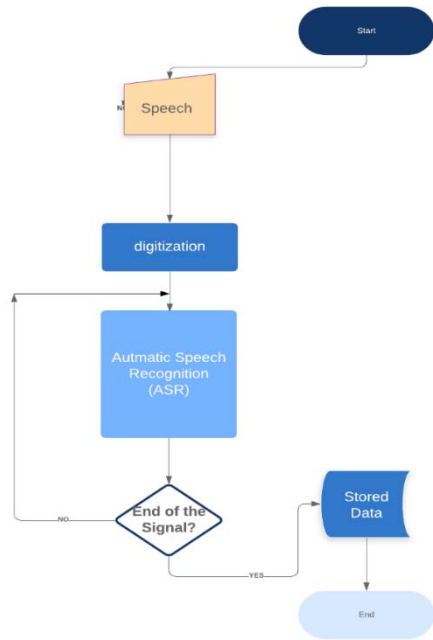 Start
Speech
digitization
Autmatic Speech
Recognition
(ASR)
End of the
Signal?
NO
YES
Stored
Data
End